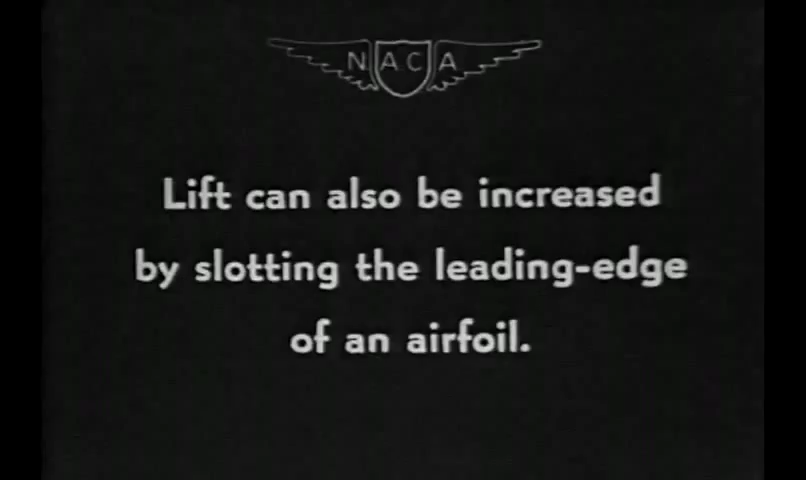 NACA
Lift can also be increased
by slotting the leading-edge
of an airfoil.